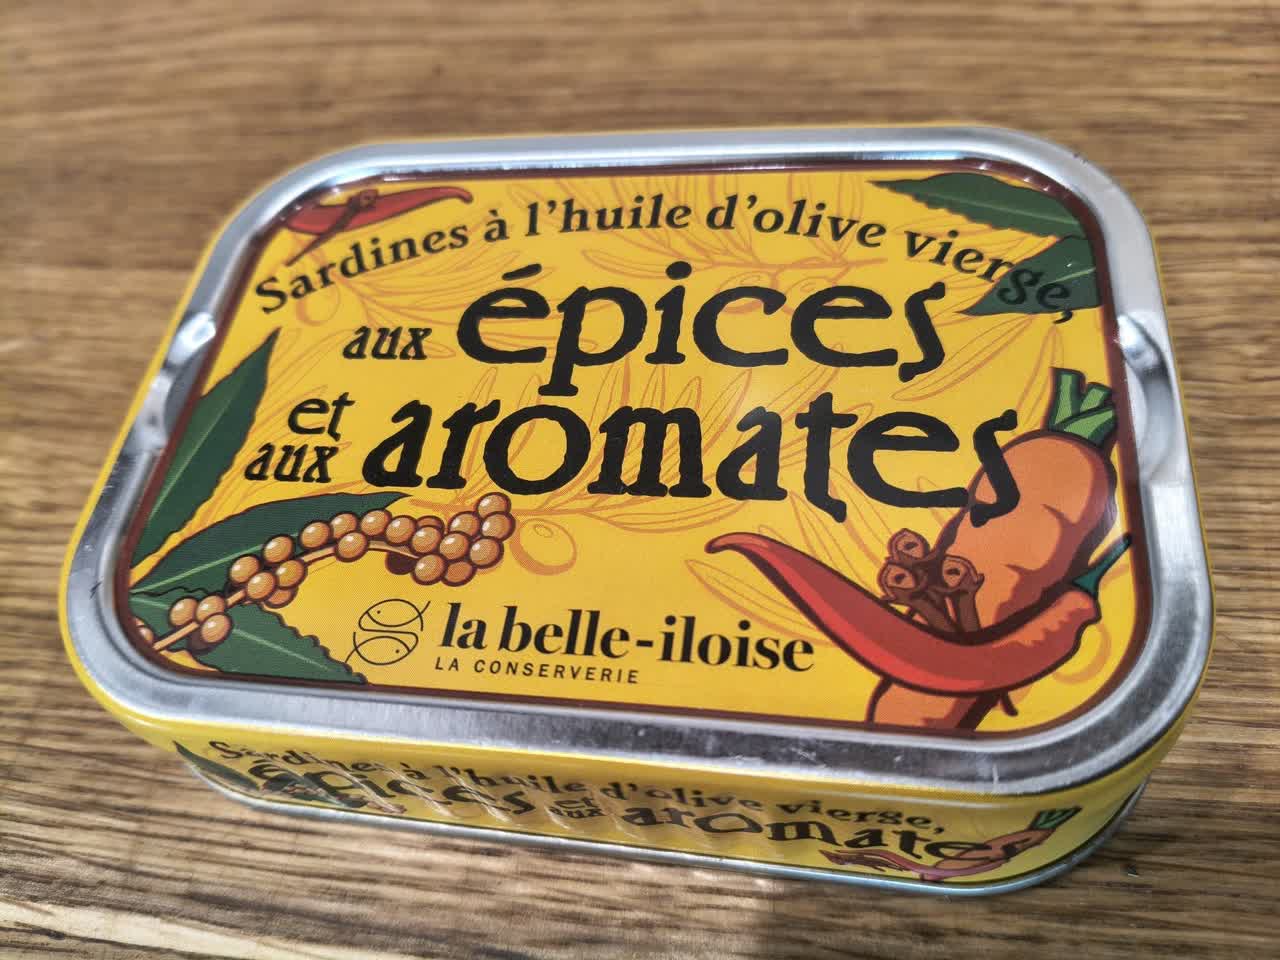 Sardines à l'huile d'olive vierge,
aux épices
et
aux aromates
la belle-iloise
LA CONSERVERIE
Sardines à l'huile d'olive vierge,
épices et aux aromates